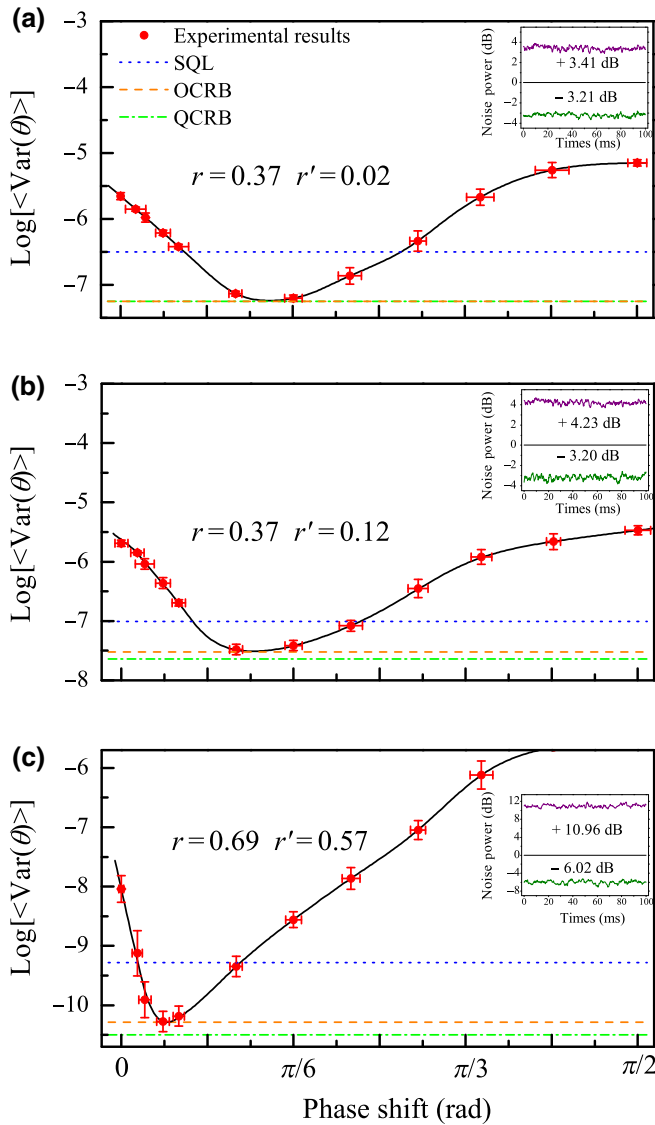 (a)
−3
−4
−5
−6
−7
Log[<Var(θ)>]
Experimental results
SQL
OCRB
QCRB
r = 0.37 r′ = 0.02
Noise power (dB)
4
2
0
−2
−4
+ 3.41 dB
− 3.21 dB
0 20 40 60 80 100
Times (ms)
(b)
−3
−4
−5
−6
−7
−8
Log[<Var(θ)>]
r = 0.37 r′ = 0.12
Noise power (dB)
4
2
0
−2
−4
+ 4.23 dB
− 3.20 dB
0 20 40 60 80 100
Times (ms)
(c)
−6
−7
−8
−9
−10
Log[<Var(θ)>]
r = 0.69 r′ = 0.57
Noise power (dB)
12
8
4
0
−4
−8
+ 10.96 dB
− 6.02 dB
0 20 40 60 80 100
Times (ms)
0 π/6 π/3 π/2
Phase shift (rad)